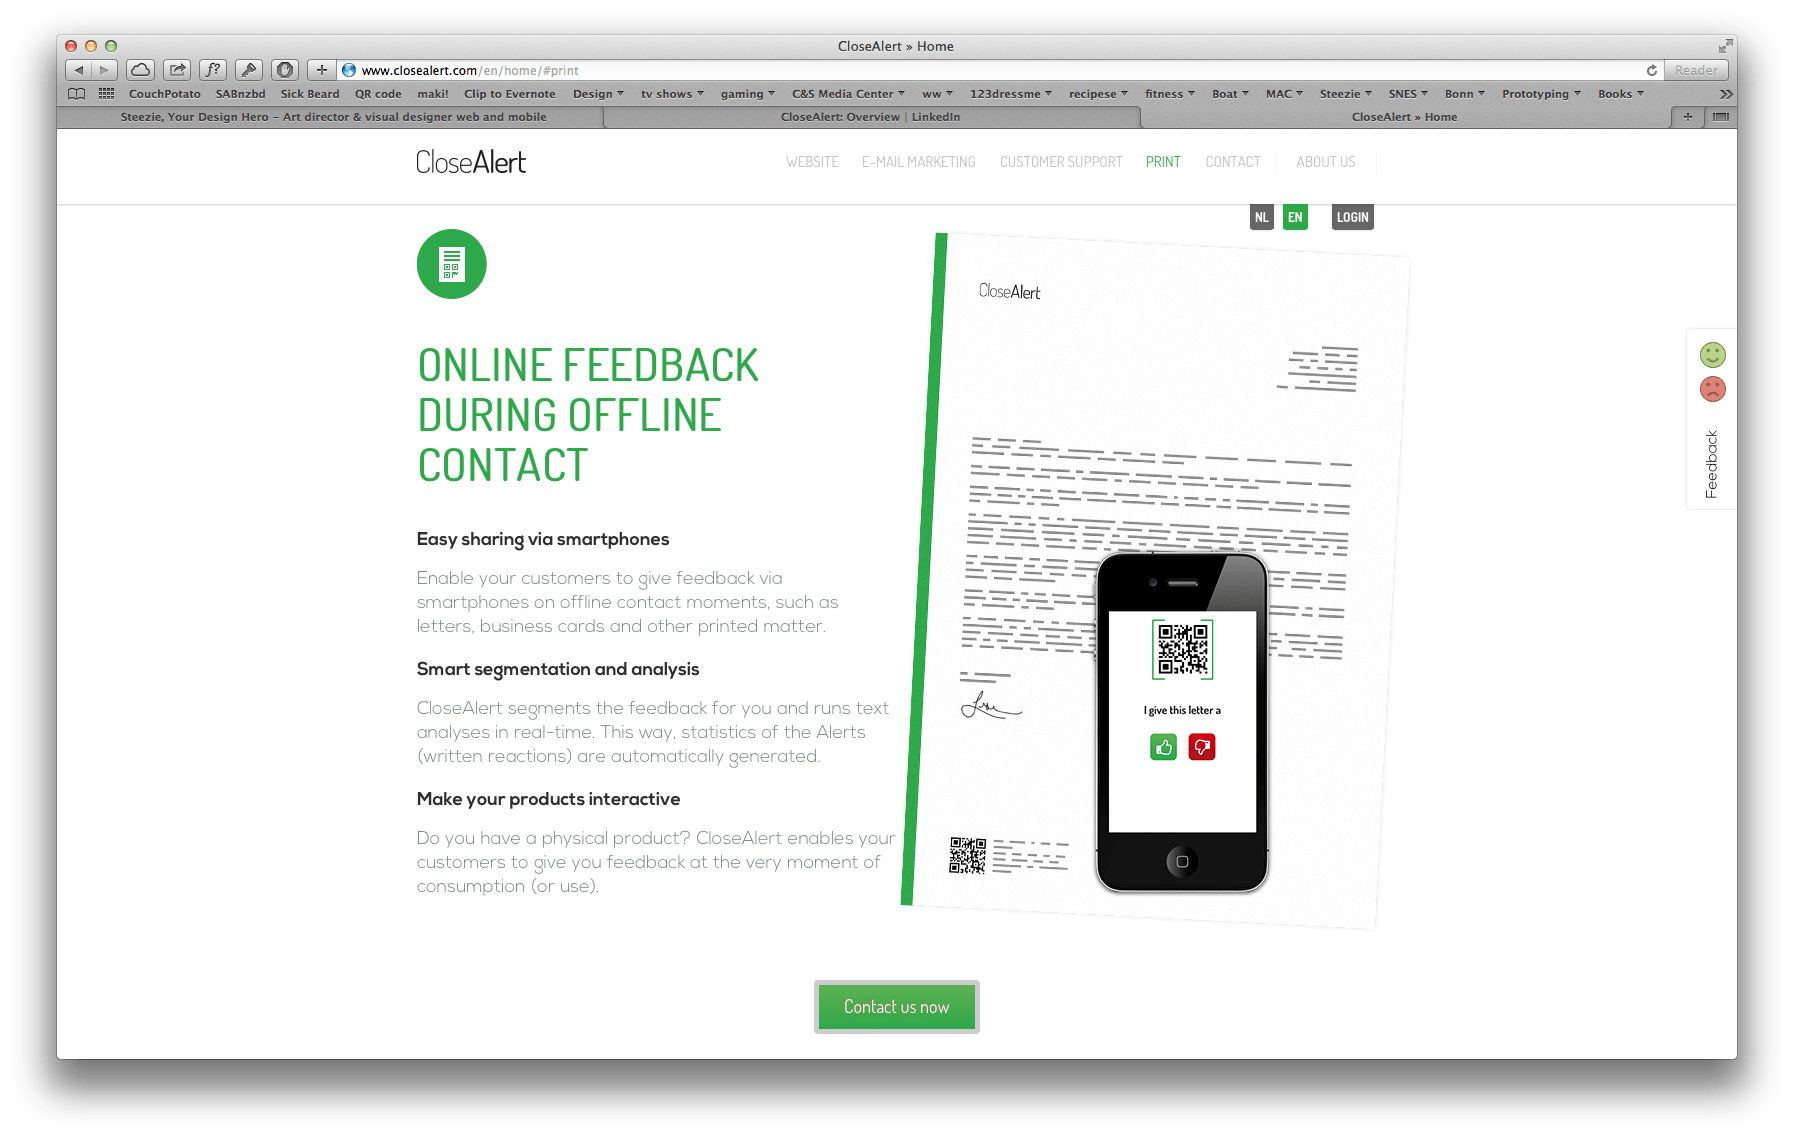 CloseAlert » Home
f?
www.closealert.com/en/home/#print
Reader
CouchPotato SABnzbd Sick Beard QR code maki! Clip to Evernote Design tv shows gaming C&S Media Center ww 123dressme recipese fitness Boat MAC Steezie SNES Bonn Prototyping Books
Steezie, Your Design Hero – Art director & visual designer web and mobile
CloseAlert: Overview | LinkedIn
CloseAlert » Home
CloseAlert
WEBSITE E-MAIL MARKETING CUSTOMER SUPPORT PRINT CONTACT ABOUT US
NL EN LOGIN
ONLINE FEEDBACK
DURING OFFLINE
CONTACT
Easy sharing via smartphones
Enable your customers to give feedback via
smartphones on offline contact moments, such as
letters, business cards and other printed matter.
Smart segmentation and analysis
CloseAlert segments the feedback for you and runs text
analyses in real-time. This way, statistics of the Alerts
(written reactions) are automatically generated.
Make your products interactive
Do you have a physical product? CloseAlert enables your
customers to give you feedback at the very moment of
consumption (or use).
CloseAlert
I give this letter a
Feedback
Contact us now